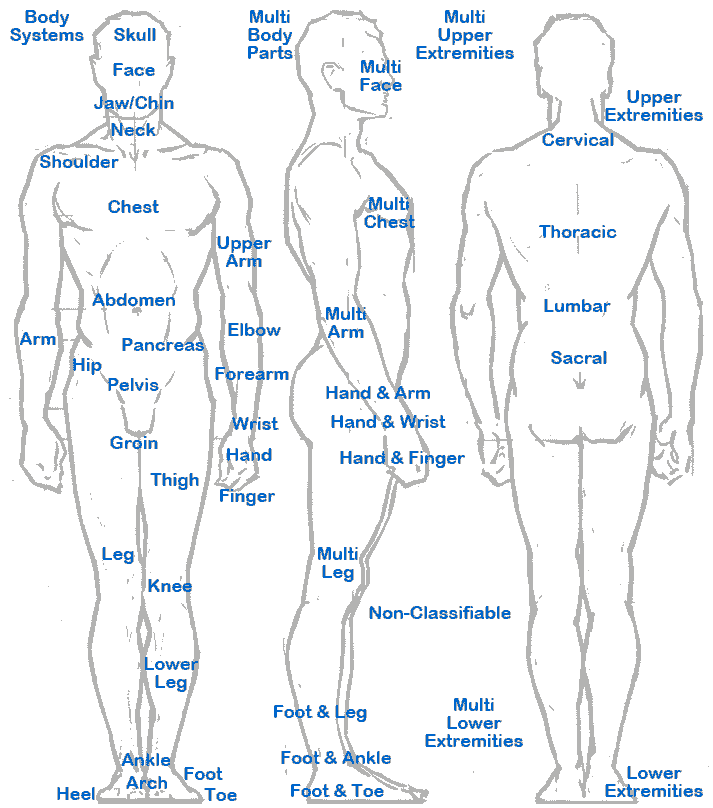 Body
Systems
Skull
Face
Jaw/Chin
Neck
Shoulder
Chest
Upper
Arm
Abdomen
Elbow
Arm
Pancreas
Hip
Forearm
Pelvis
Wrist
Groin
Hand
Thigh
Finger
Leg
Knee
Lower
Leg
Ankle
Foot
Arch
Heel
Toe
Multi
Body
Parts
Multi
Face
Multi
Chest
Multi
Arm
Hand & Arm
Hand & Wrist
Hand & Finger
Multi
Leg
Non-Classifiable
Foot & Leg
Foot & Ankle
Foot & Toe
Multi
Upper
Extremities
Upper
Extremities
Cervical
Thoracic
Lumbar
Sacral
Multi
Lower
Extremities
Lower
Extremities